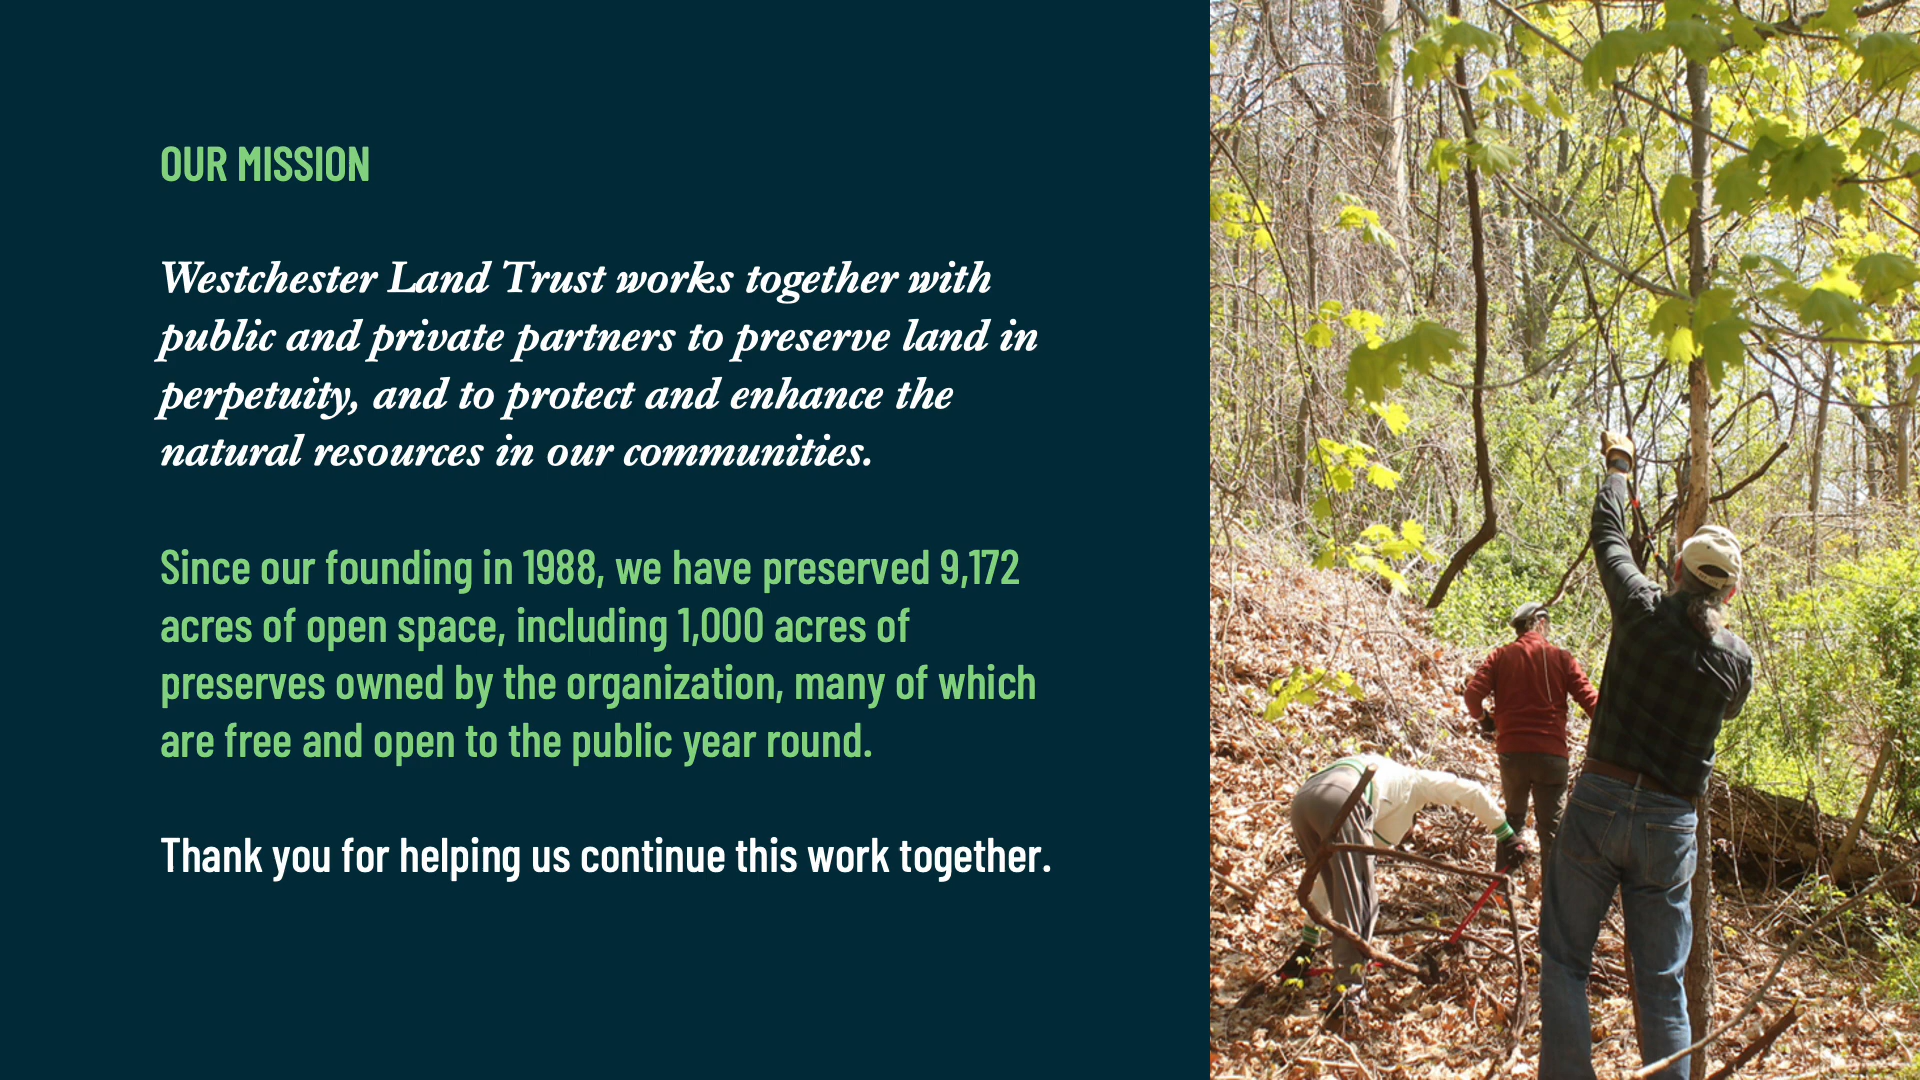 OUR MISSION
Westchester Land Trust works together with
public and private partners to preserve land in
perpetuity, and to protect and enhance the
natural resources in our communities.
Since our founding in 1988, we have preserved 9,172
acres of open space, including 1,000 acres of
preserves owned by the organization, many of which
are free and open to the public year round.
Thank you for helping us continue this work together.